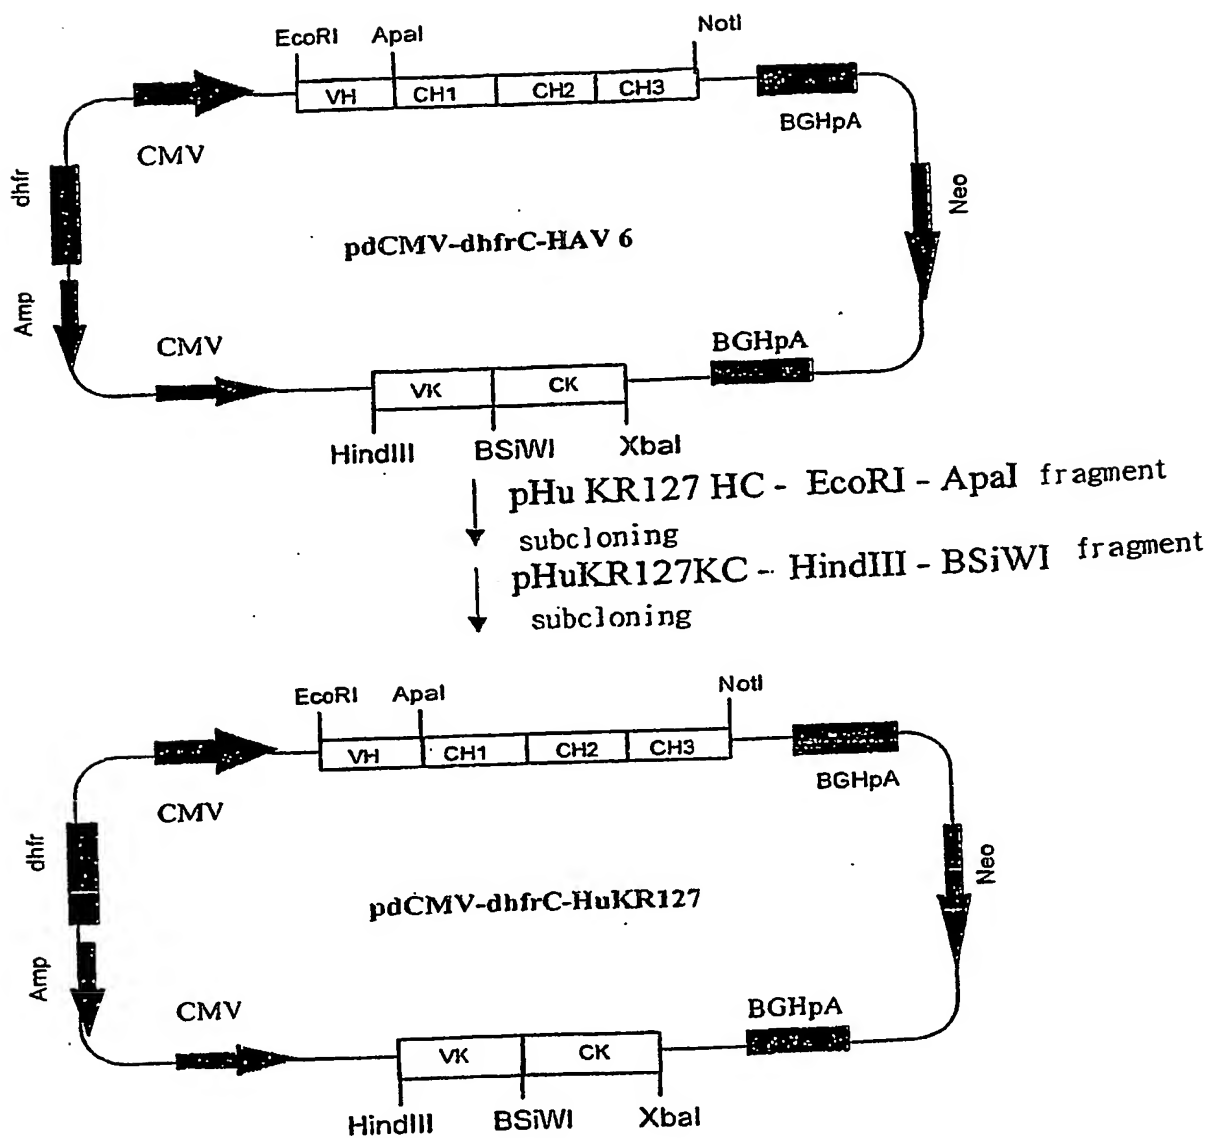 EcoRI ApaI NotI
VH CH1 CH2 CH3
BGHpA
CMV
dhfr
Neo
pdCMV-dhfrC-HAV 6
Amp
CMV
BGHpA
VK CK
HindIII BSiWI XbaI
pHu KR127 HC - EcoRI - ApaI fragment
subcloning
pHuKR127KC - HindIII - BSiWI fragment
subcloning
EcoRI ApaI NotI
VH CH1 CH2 CH3
BGHpA
CMV
dhfr
Neo
pdCMV-dhfrC-HuKR127
Amp
CMV
BGHpA
VK CK
HindIII BSiWI XbaI